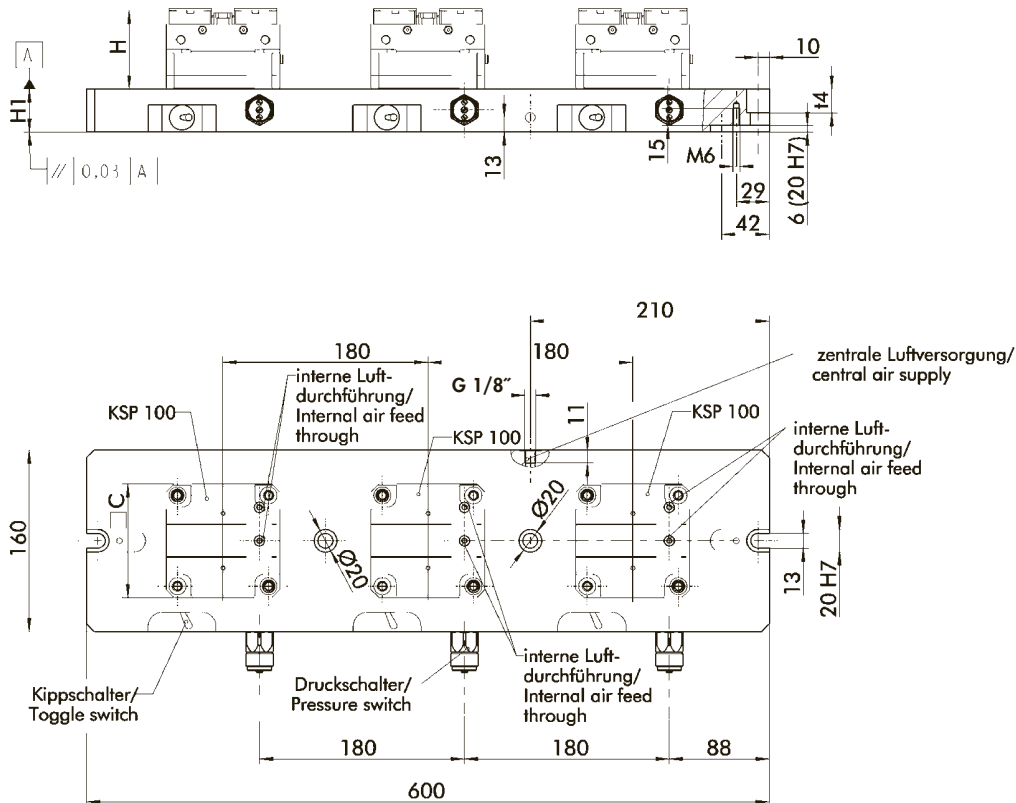 H
10
A
H1
t4
15
13
M6
// 0,03 A
29
42
6 (20 H7)
210
180
180
zentrale Luftversorgung/
central air supply
interne Luft-
durchführung/
Internal air feed
through
G 1/8"
11
KSP 100
KSP 100
KSP 100
interne Luft-
durchführung/
Internal air feed
through
160
C
Ø20
Ø20
13
20 H7
interne Luft-
durchführung/
Internal air feed
through
Kippschalter/
Toggle switch
Druckschalter/
Pressure switch
180
180
88
600